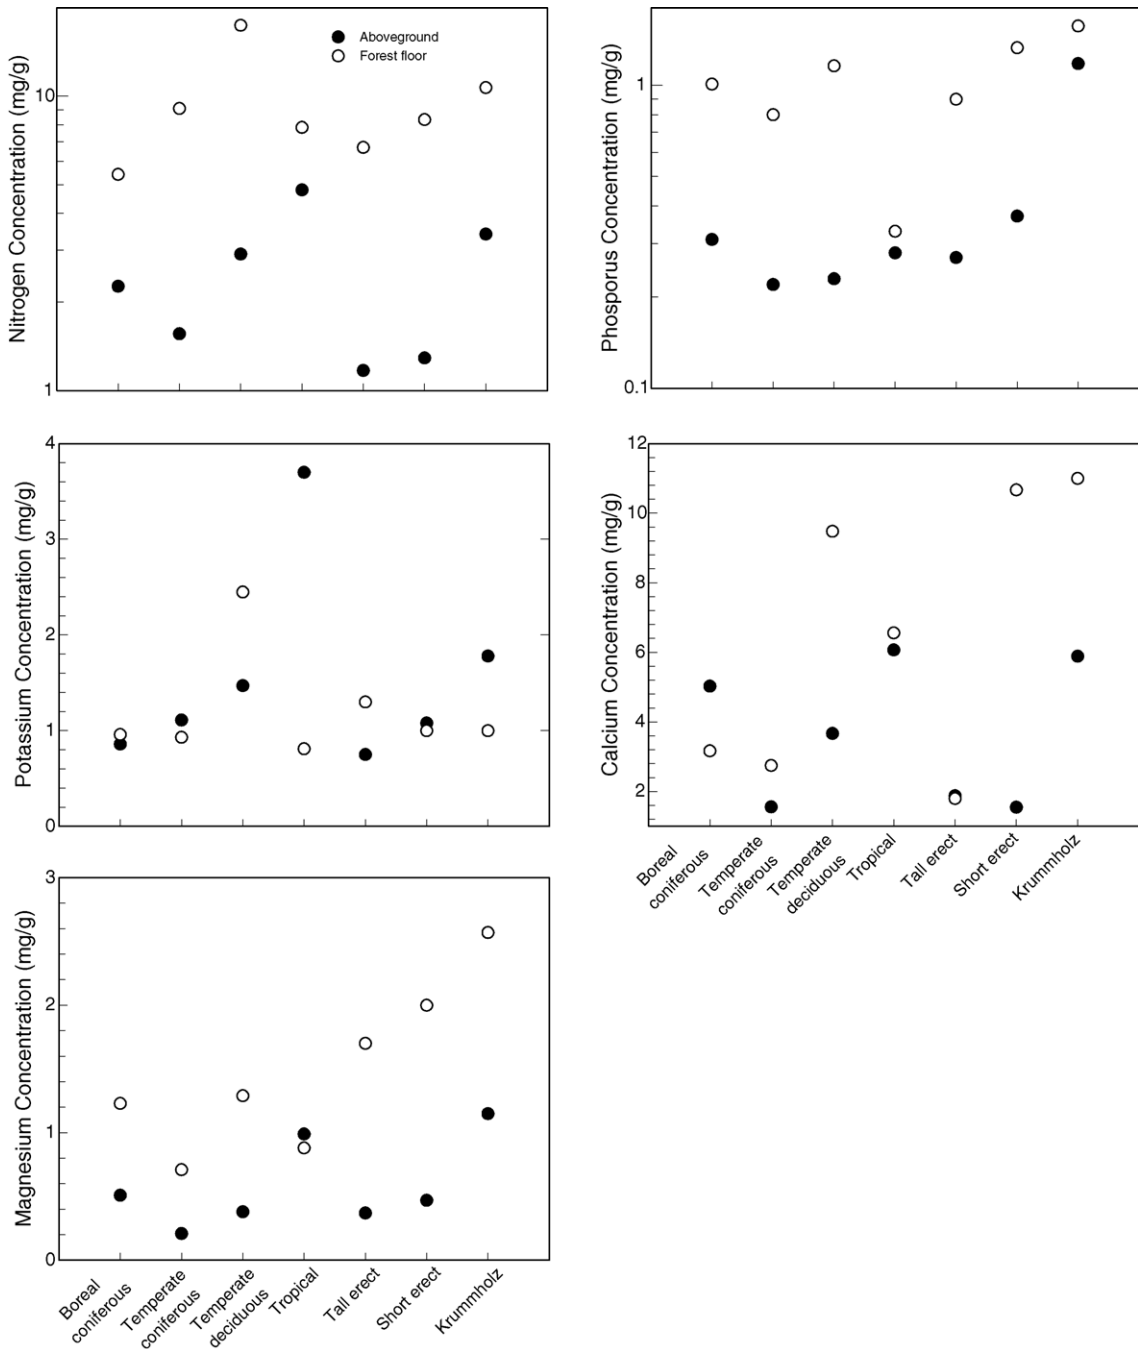 Nitrogen Concentration (mg/g)
10
1
Aboveground
Forest floor
Phosporus Concentration (mg/g)
1
0.1
Potassium Concentration (mg/g)
4
3
2
1
0
Calcium Concentration (mg/g)
12
10
8
6
4
2
Boreal
coniferous
Temperate
coniferous
Temperate
deciduous
Tropical
Tall erect
Short erect
Krummholz
Magnesium Concentration (mg/g)
3
2
1
0
Boreal
coniferous
Temperate
coniferous
Temperate
deciduous
Tropical
Tall erect
Short erect
Krummholz